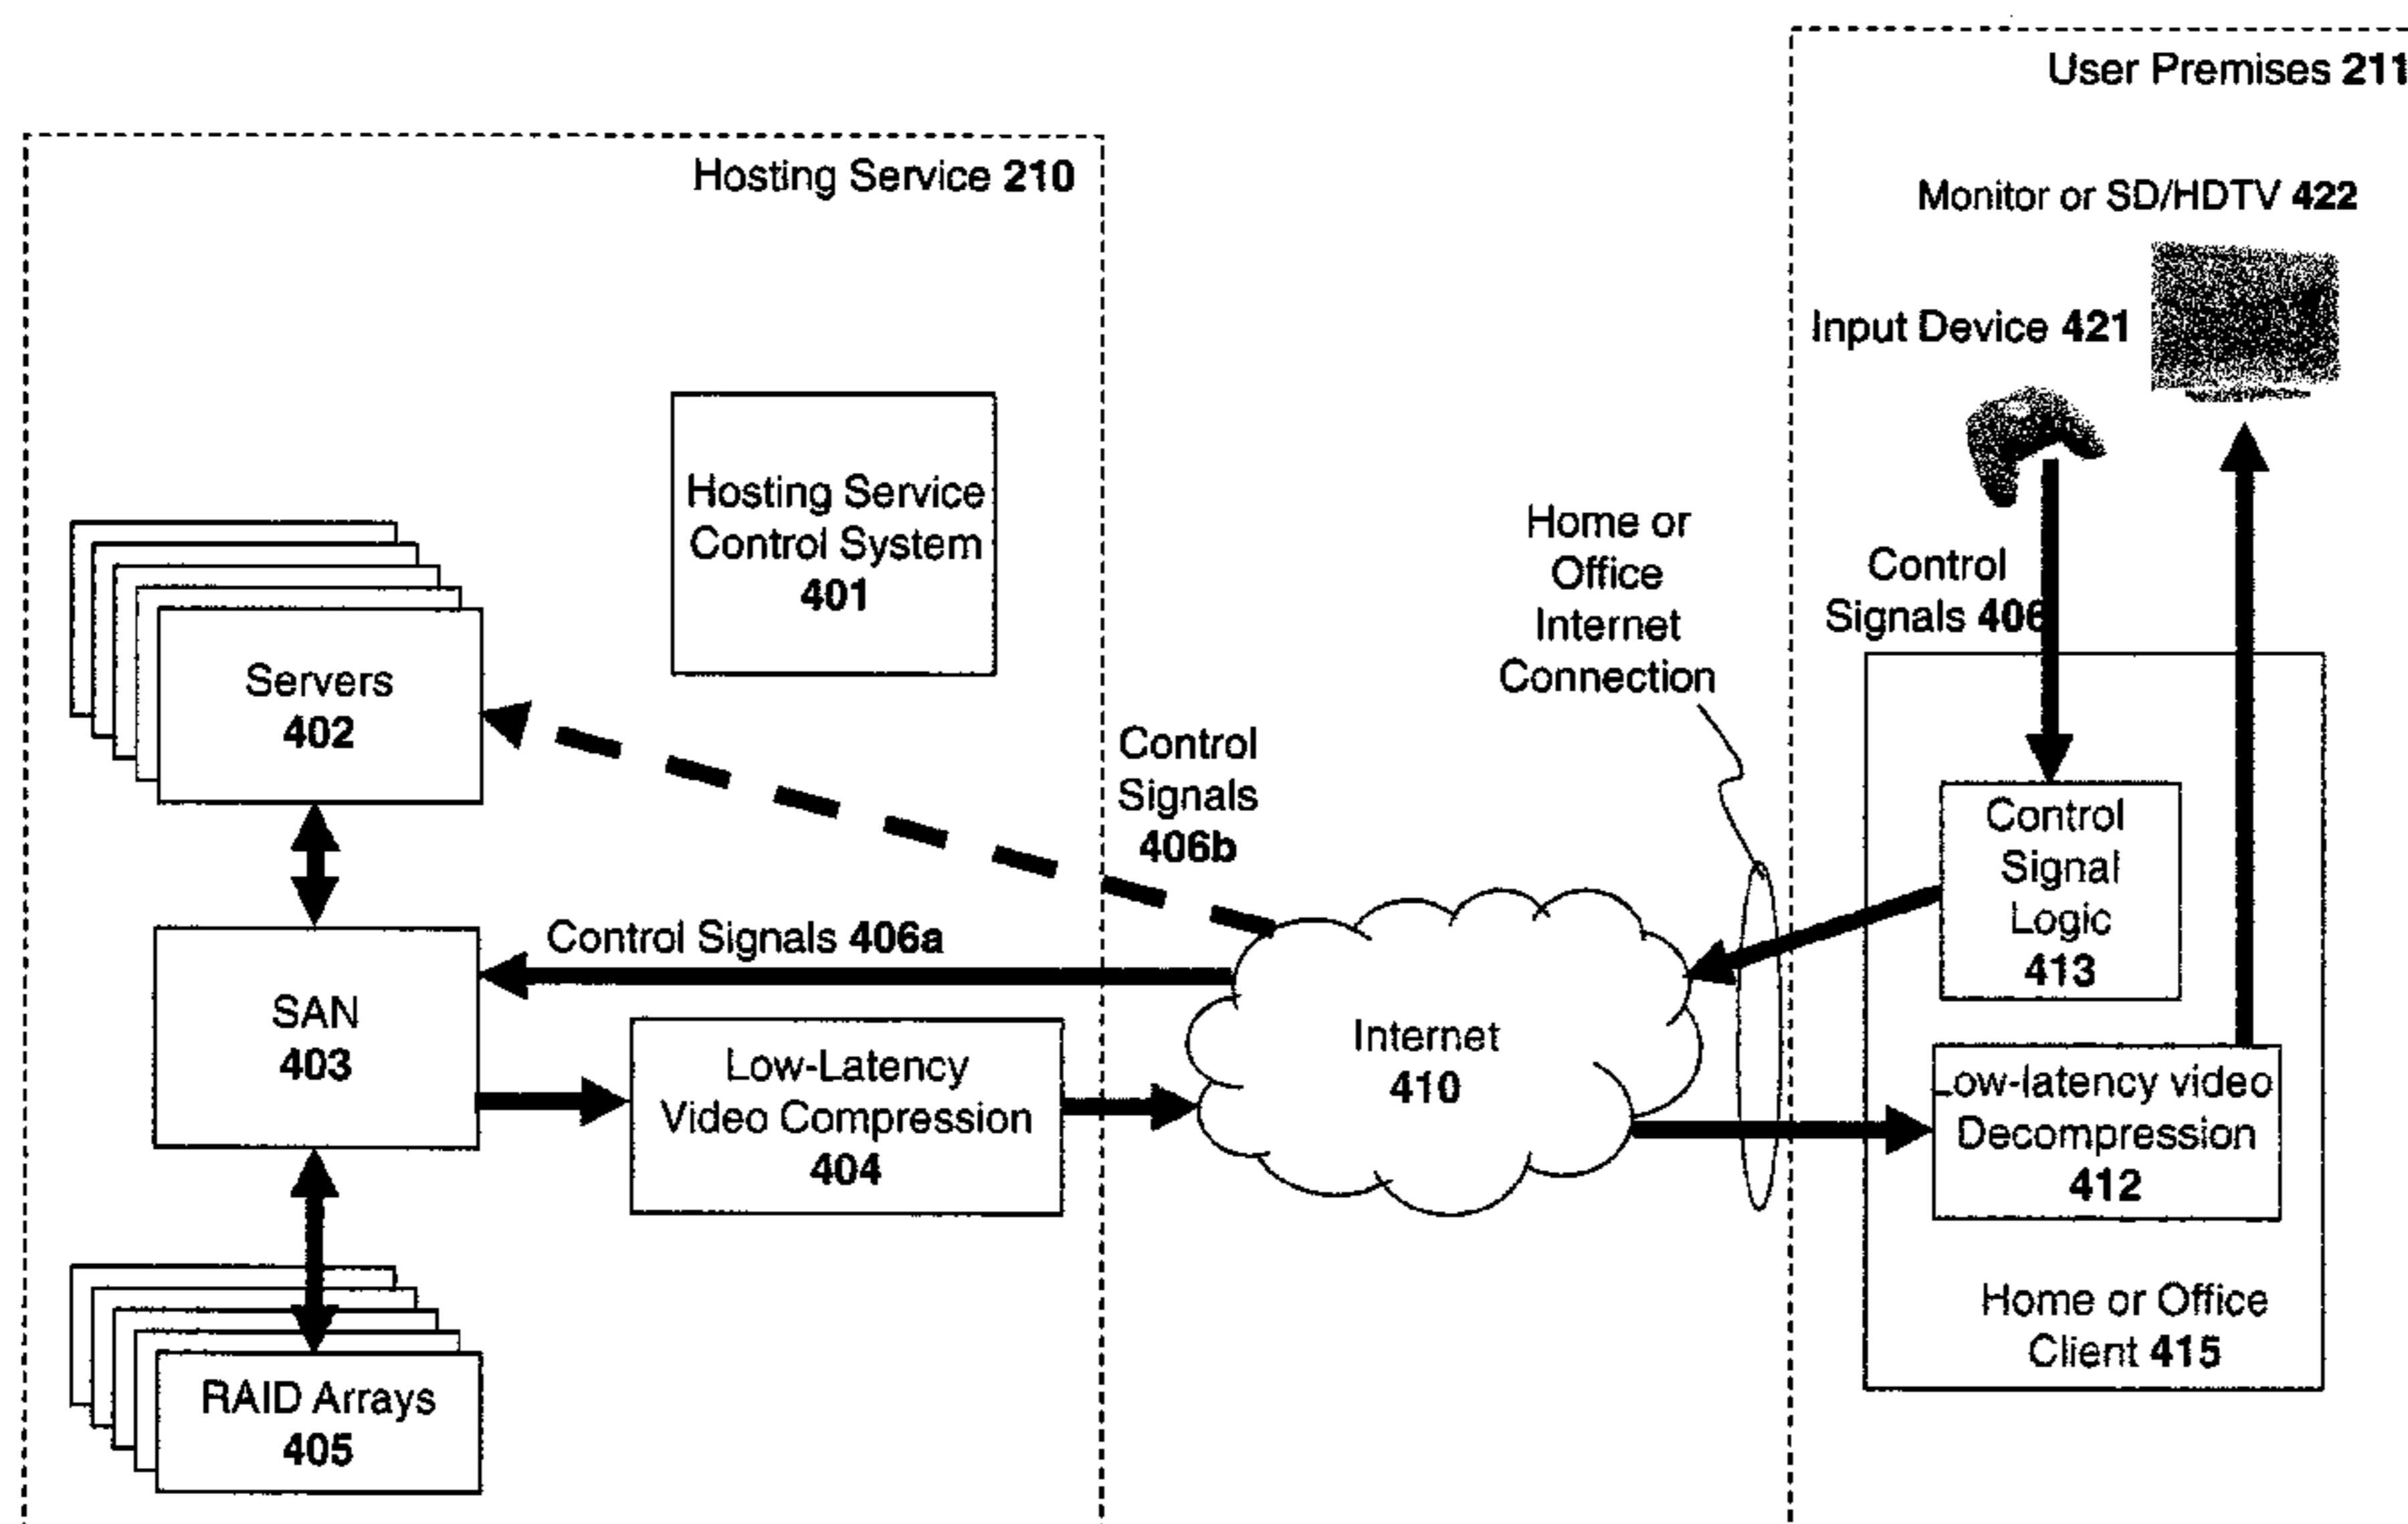 User Premises 211
Hosting Service 210
Monitor or SD/HDTV 422
Input Device 421
Hosting Service
Control System
401
Home or
Office
Internet
Connection
Control
Signals 406
Servers
402
Control
Signals
406b
Control
Signal
Logic
413
Control Signals 406a
SAN
403
Low-Latency
Video Compression
404
Internet
410
Low-latency video
Decompression
412
Home or Office
Client 415
RAID Arrays
405